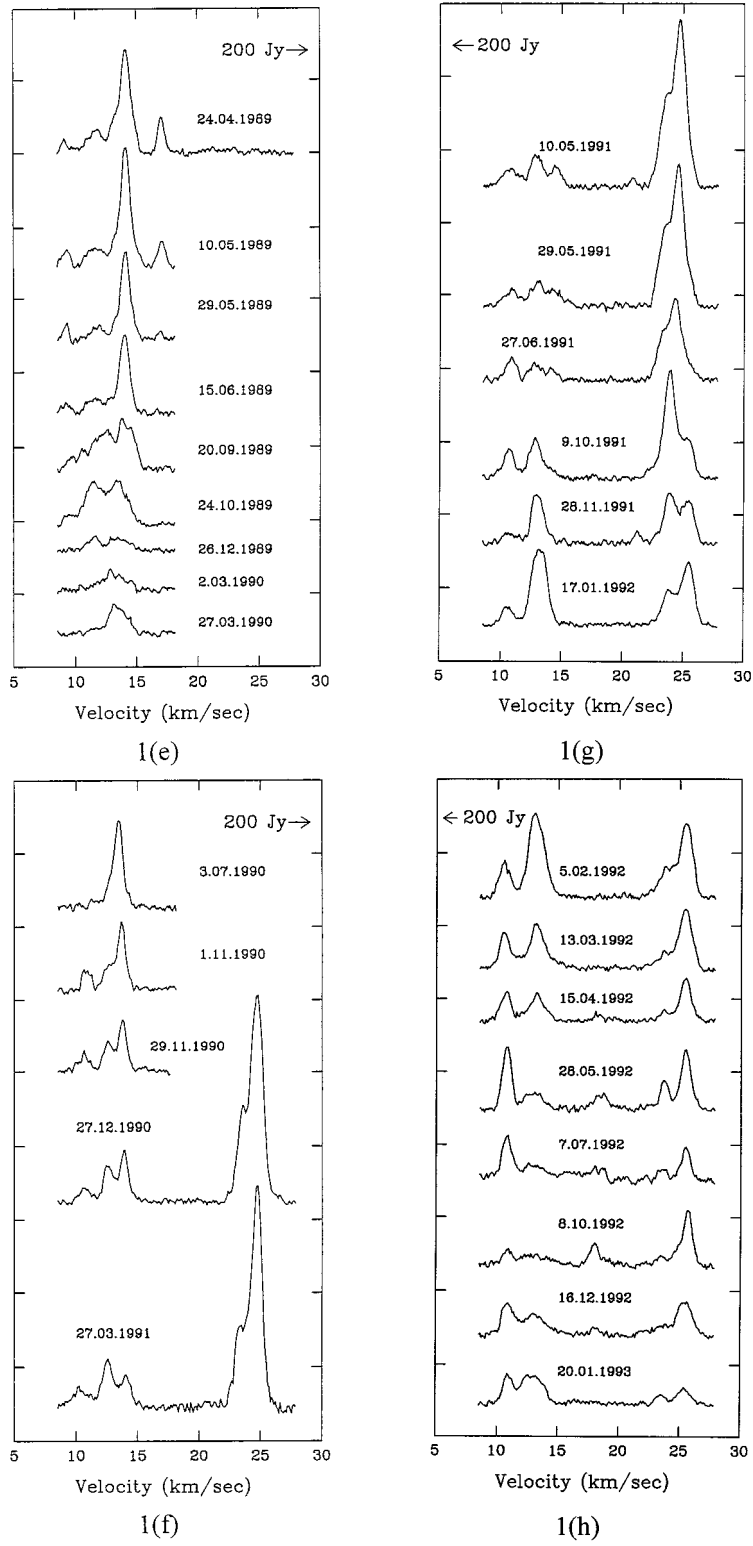 200 Jy→
24.04.1989
10.05.1989
29.05.1989
15.06.1989
20.09.1989
24.10.1989
26.12.1989
2.03.1990
27.03.1990
5 10 15 20 25 30
Velocity (km/sec)
1(e)
←200 Jy
10.05.1991
29.05.1991
27.06.1991
9.10.1991
28.11.1991
17.01.1992
5 10 15 20 25 30
Velocity (km/sec)
1(g)
200 Jy→
3.07.1990
1.11.1990
29.11.1990
27.12.1990
27.03.1991
5 10 15 20 25 30
Velocity (km/sec)
1(f)
←200 Jy
5.02.1992
13.03.1992
15.04.1992
28.05.1992
7.07.1992
8.10.1992
16.12.1992
20.01.1993
5 10 15 20 25 30
Velocity (km/sec)
1(h)